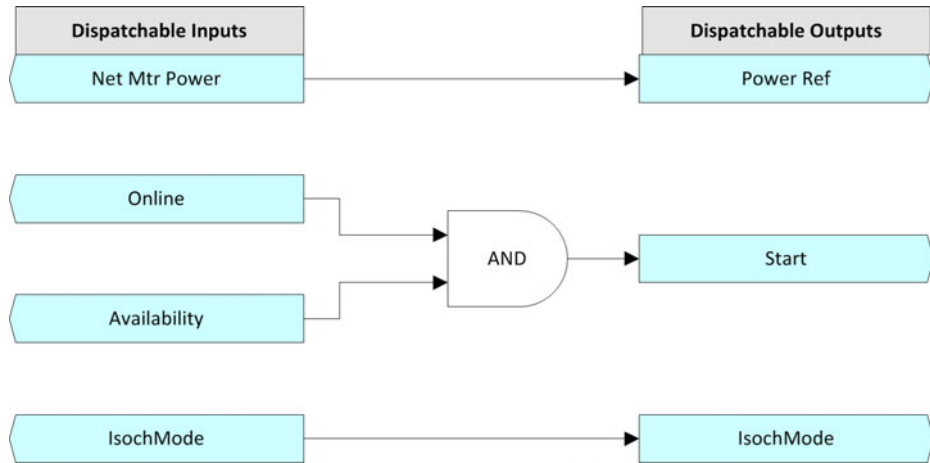 Dispatchable Inputs
Dispatchable Outputs
Net Mtr Power
Power Ref
Online
AND
Start
Availability
IsochMode
IsochMode